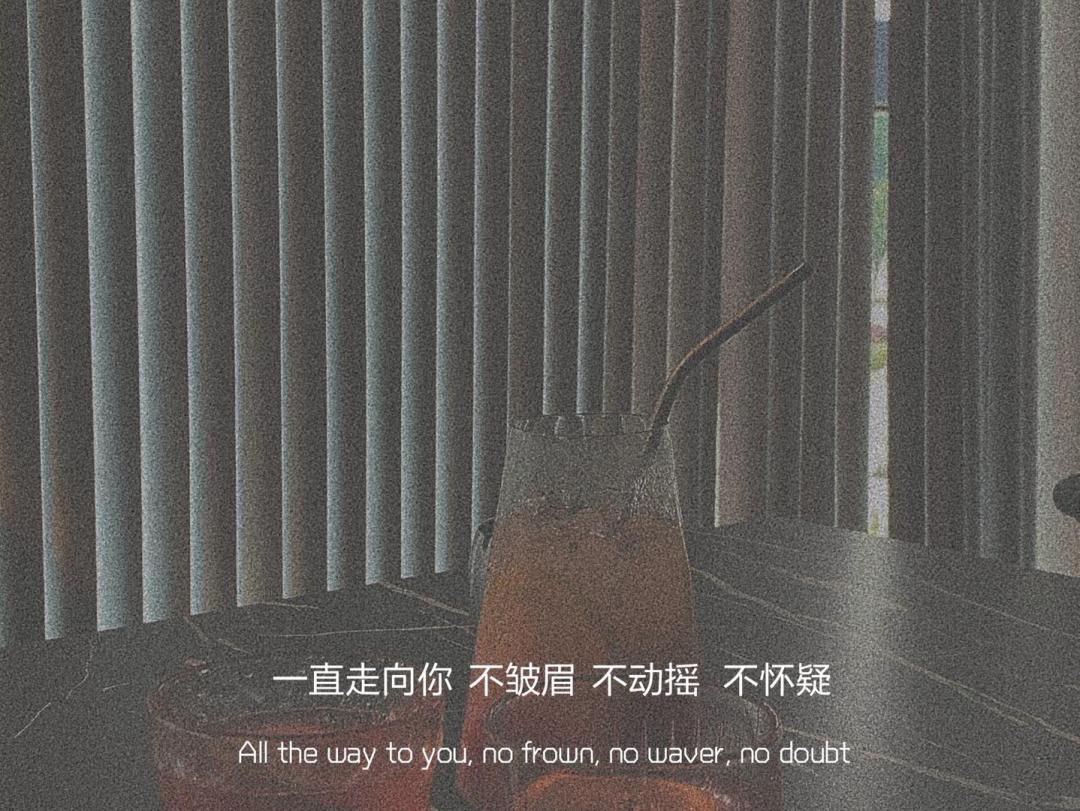 一直走向你 不皱眉 不动摇 不怀疑
All the way to you, no frown, no waver, no doubt